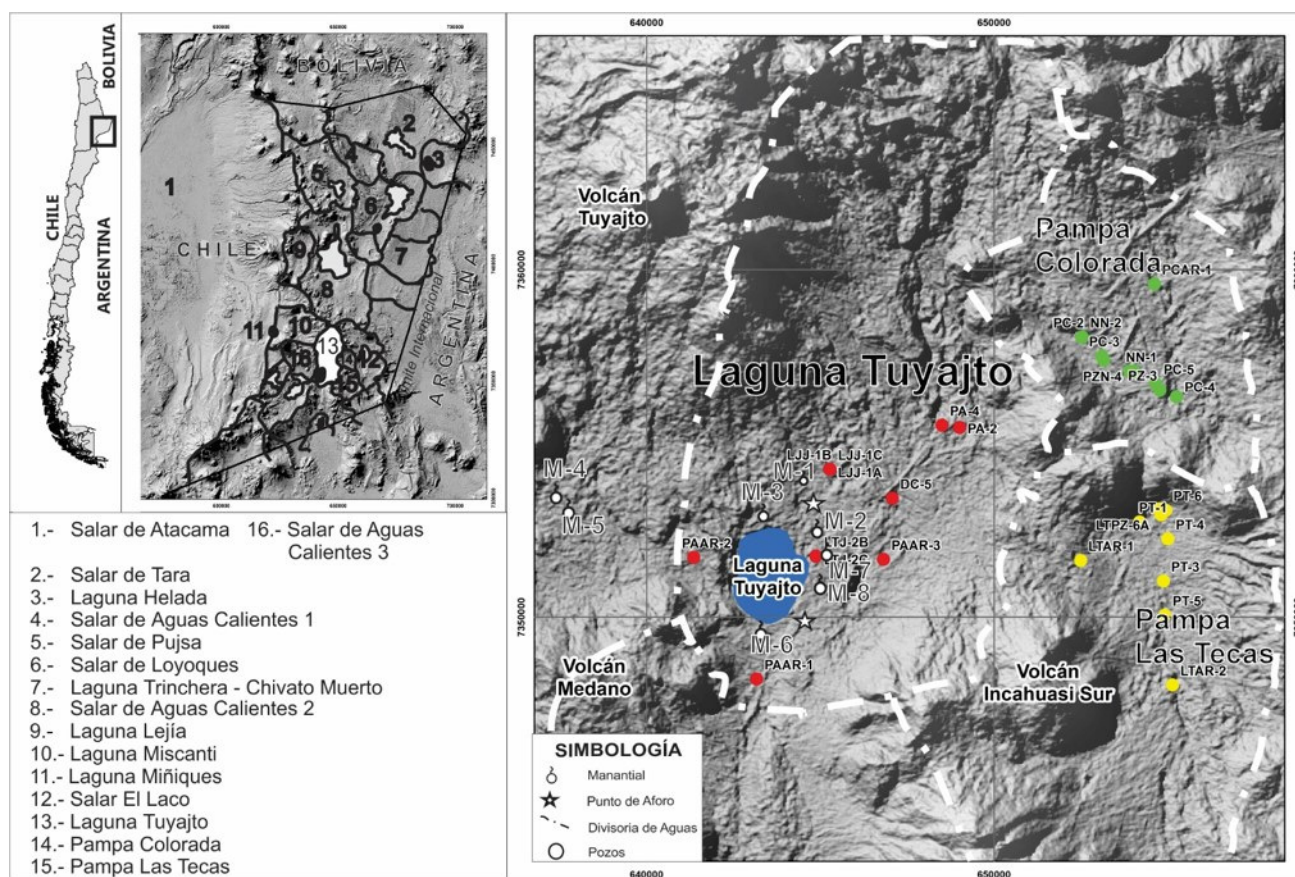 BOLIVIA
CHILE
ARGENTINA
650000
BOLIVIA
CHILE
ARGENTINA
Límite Internacional
1
2
3
4
5
6
7
8
9
10
11
12
13
15
1.- Salar de Atacama 16.- Salar de Aguas
Calientes 3
2.- Salar de Tara
3.- Laguna Helada
4.- Salar de Aguas Calientes 1
5.- Salar de Pujsa
6.- Salar de Loyoques
7.- Laguna Trinchera - Chivato Muerto
8.- Salar de Aguas Calientes 2
9.- Laguna Lejía
10.- Laguna Miscanti
11.- Laguna Miñiques
12.- Salar El Laco
13.- Laguna Tuyajto
14.- Pampa Colorada
15.- Pampa Las Tecas
640000 650000
Volcán
Tuyajto
Pampa
Colorada
PCAR-1
7360000 7360000
PC-2 NN-2
PC-3
NN-1
PZN-4 PZ-3 PC-5
PC-4
Laguna Tuyajto
PA-4
PA-2
LJJ-1B LJJ-1C
LJJ-1A
M-1
DC-5
M-4
M-3
M-5
M-2
PT-6
PT-1
LTPZ-6A
PT-4
LTJ-2B
PAAR-2
PAAR-3
LTAR-1
Laguna
Tuyajto
M-7
M-8
PT-3
PT-5
7350000 7350000
M-6
Pampa
Las Tecas
Volcán
Medano
PAAR-1
Volcán
Incahuasi Sur
LTAR-2
SIMBOLOGÍA
Manantial
Punto de Aforo
Divisoria de Aguas
Pozos
640000 650000